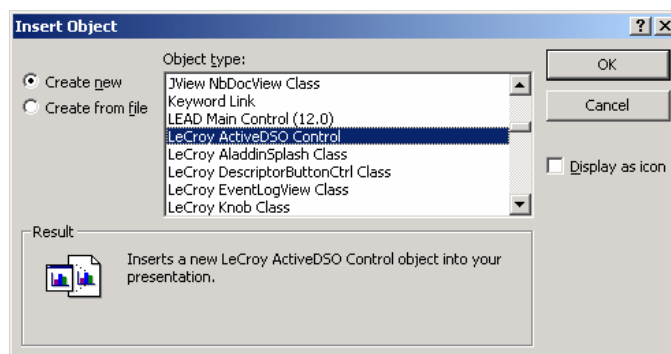 Insert Object
Object type:
Create new
Create from file
JView NbDocView Class
Keyword Link
LEAD Main Control (12.0)
LeCroy ActiveDSO Control
LeCroy AladdinSplash Class
LeCroy DescriptorButtonCtrl Class
LeCroy EventLogView Class
LeCroy Knob Class
OK
Cancel
Display as icon
Result
Inserts a new LeCroy ActiveDSO Control object into your
presentation.